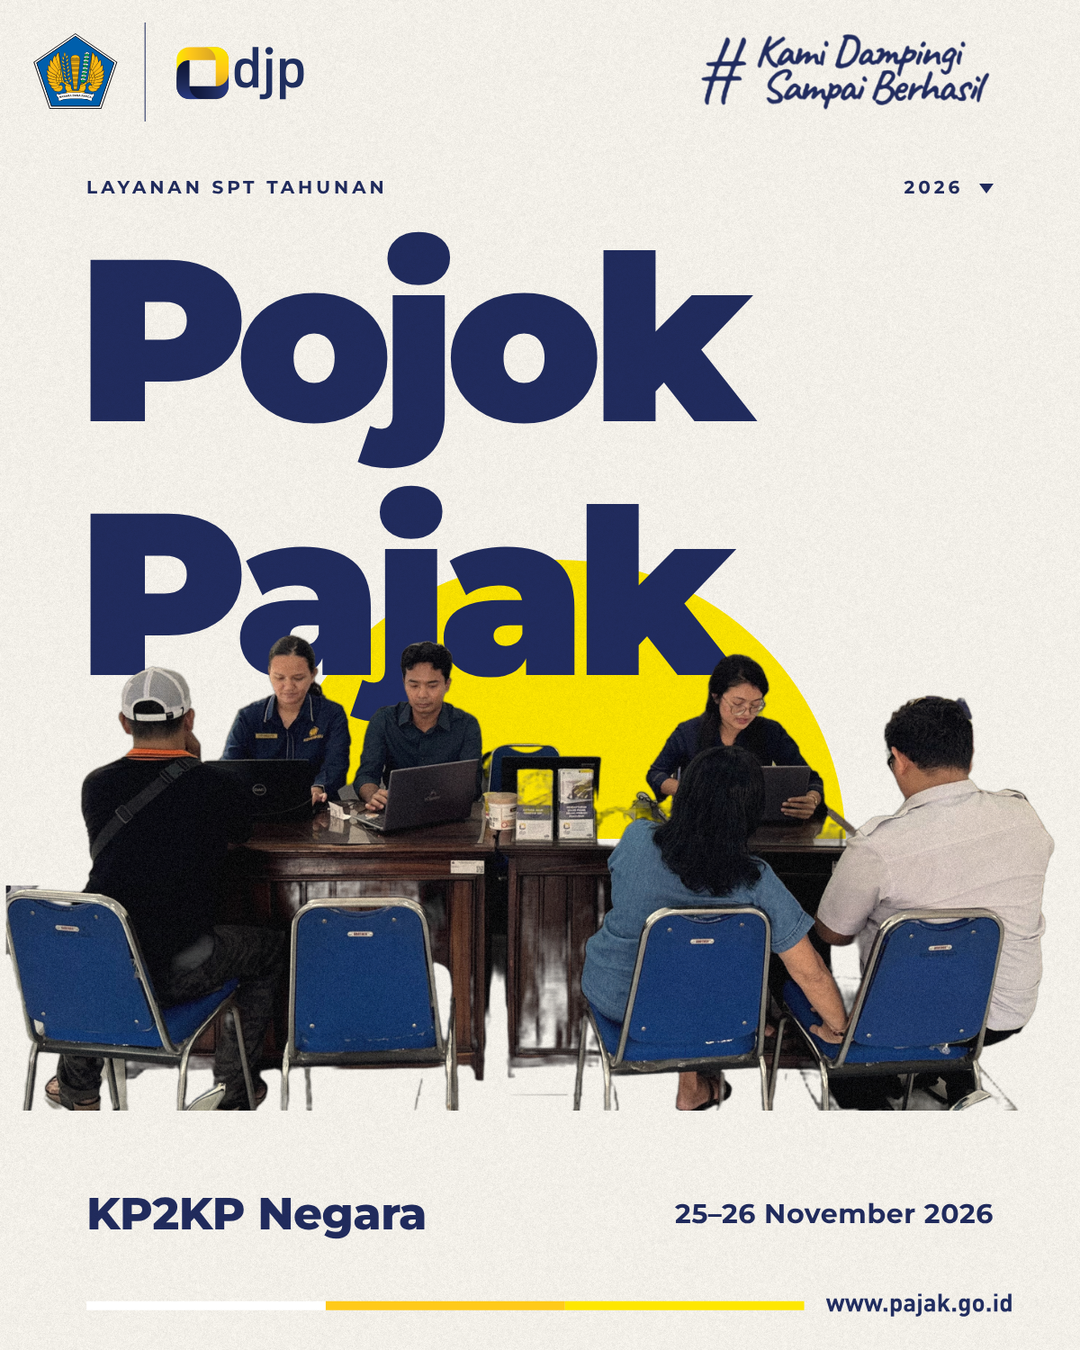 djp
# Kami Dampingi
Sampai Berhasil
LAYANAN SPT TAHUNAN
2026
Pojok
Pajak
KP2KP Negara
25–26 November 2026
www.pajak.go.id